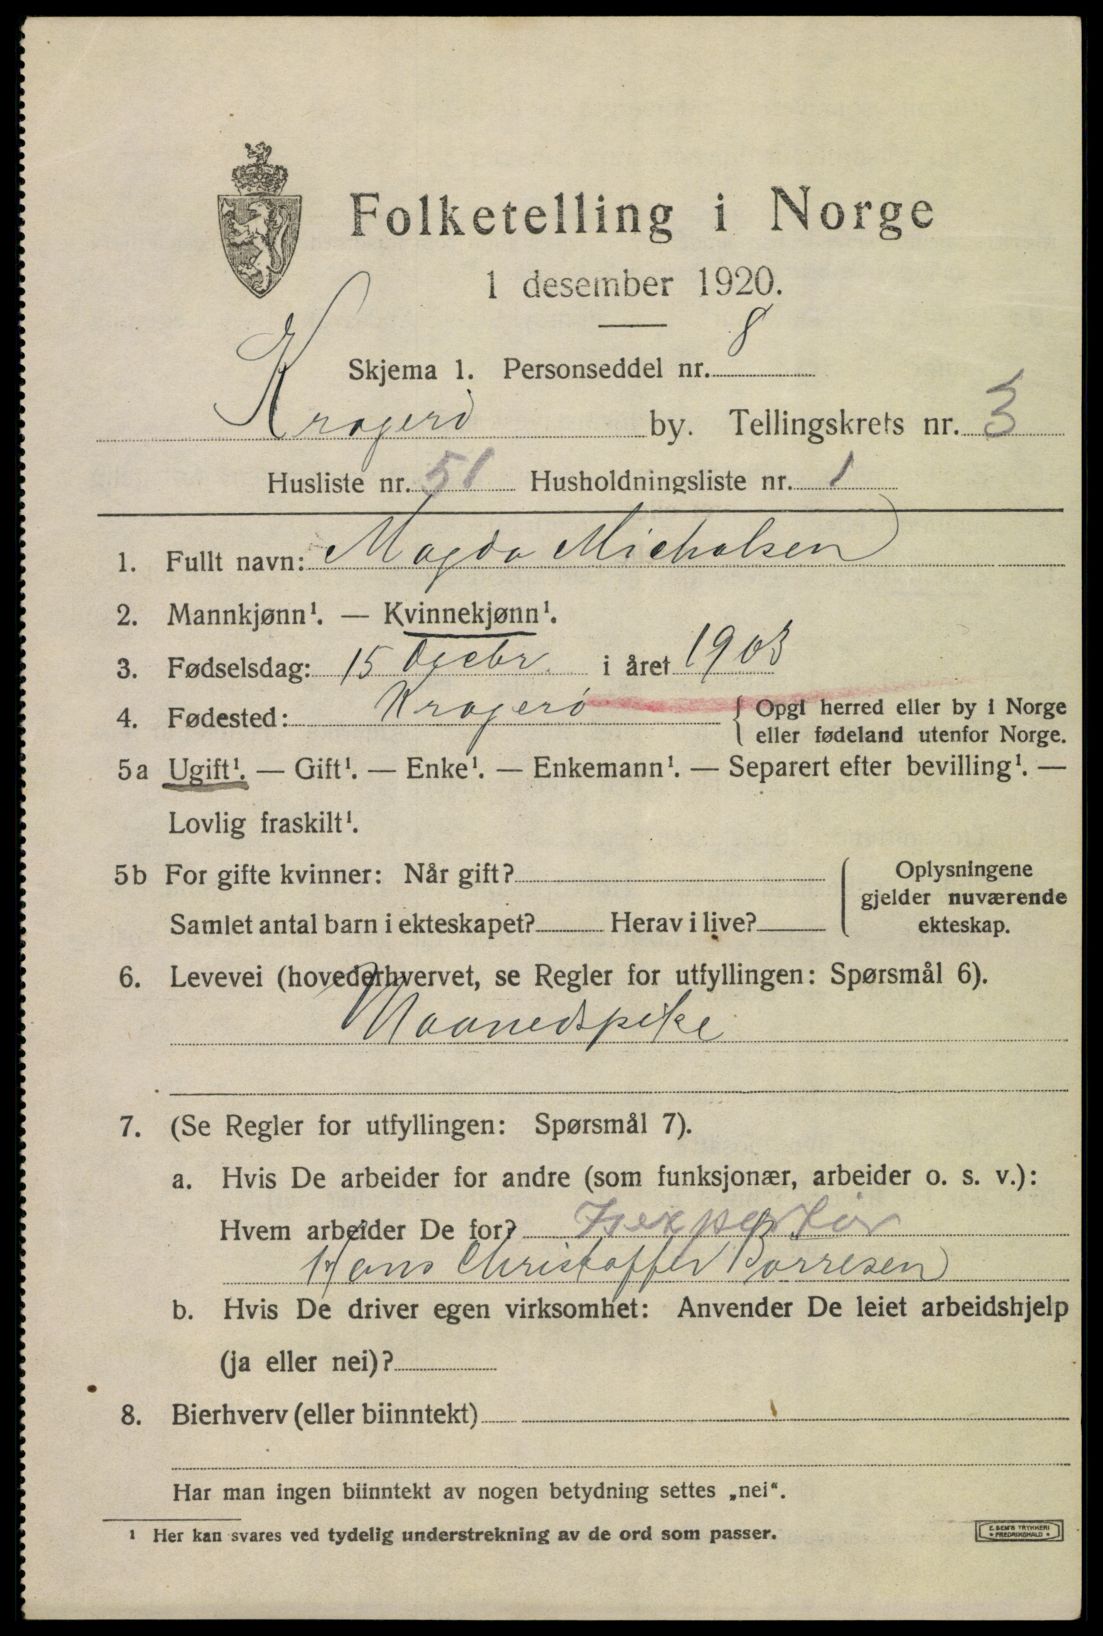 Folketelling i Norge
1 desember 1920.
Skjema 1. Personseddel nr. 8
Kragerø by. Tellingskrets nr. 3
Husliste nr. 51 Husholdningsliste nr. 1
1. Fullt navn: Magda Michalsen
2. Mannkjønn¹. — Kvinnekjønn¹.
3. Fødselsdag: 15 i året 1903
4. Fødested: Kragerø { Opgi herred eller by i Norge
eller fødeland utenfor Norge.
5a Ugift¹. — Gift¹. — Enke¹. — Enkemann¹. — Separert efter bevilling¹. —
Lovlig fraskilt¹.
5b For gifte kvinner: Når gift? { Oplysningene
gjelder nuværende
ekteskap.
Samlet antal barn i ekteskapet? Herav i live?
6. Levevei (hovederhvervet, se Regler for utfyllingen: Spørsmål 6).
Maanedspike
7. (Se Regler for utfyllingen: Spørsmål 7).
a. Hvis De arbeider for andre (som funksjonær, arbeider o. s. v.):
Hvem arbeider De for? Isexportør
Hans Christoffer Borresen
b. Hvis De driver egen virksomhet: Anvender De leiet arbeidshjelp
(ja eller nei)?
8. Bierhverv (eller biinntekt)
Har man ingen biinntekt av nogen betydning settes „nei“.
¹ Her kan svares ved tydelig understrekning av de ord som passer.
E. SEM'S TRYKKERI
* FREDRIKSHALD *